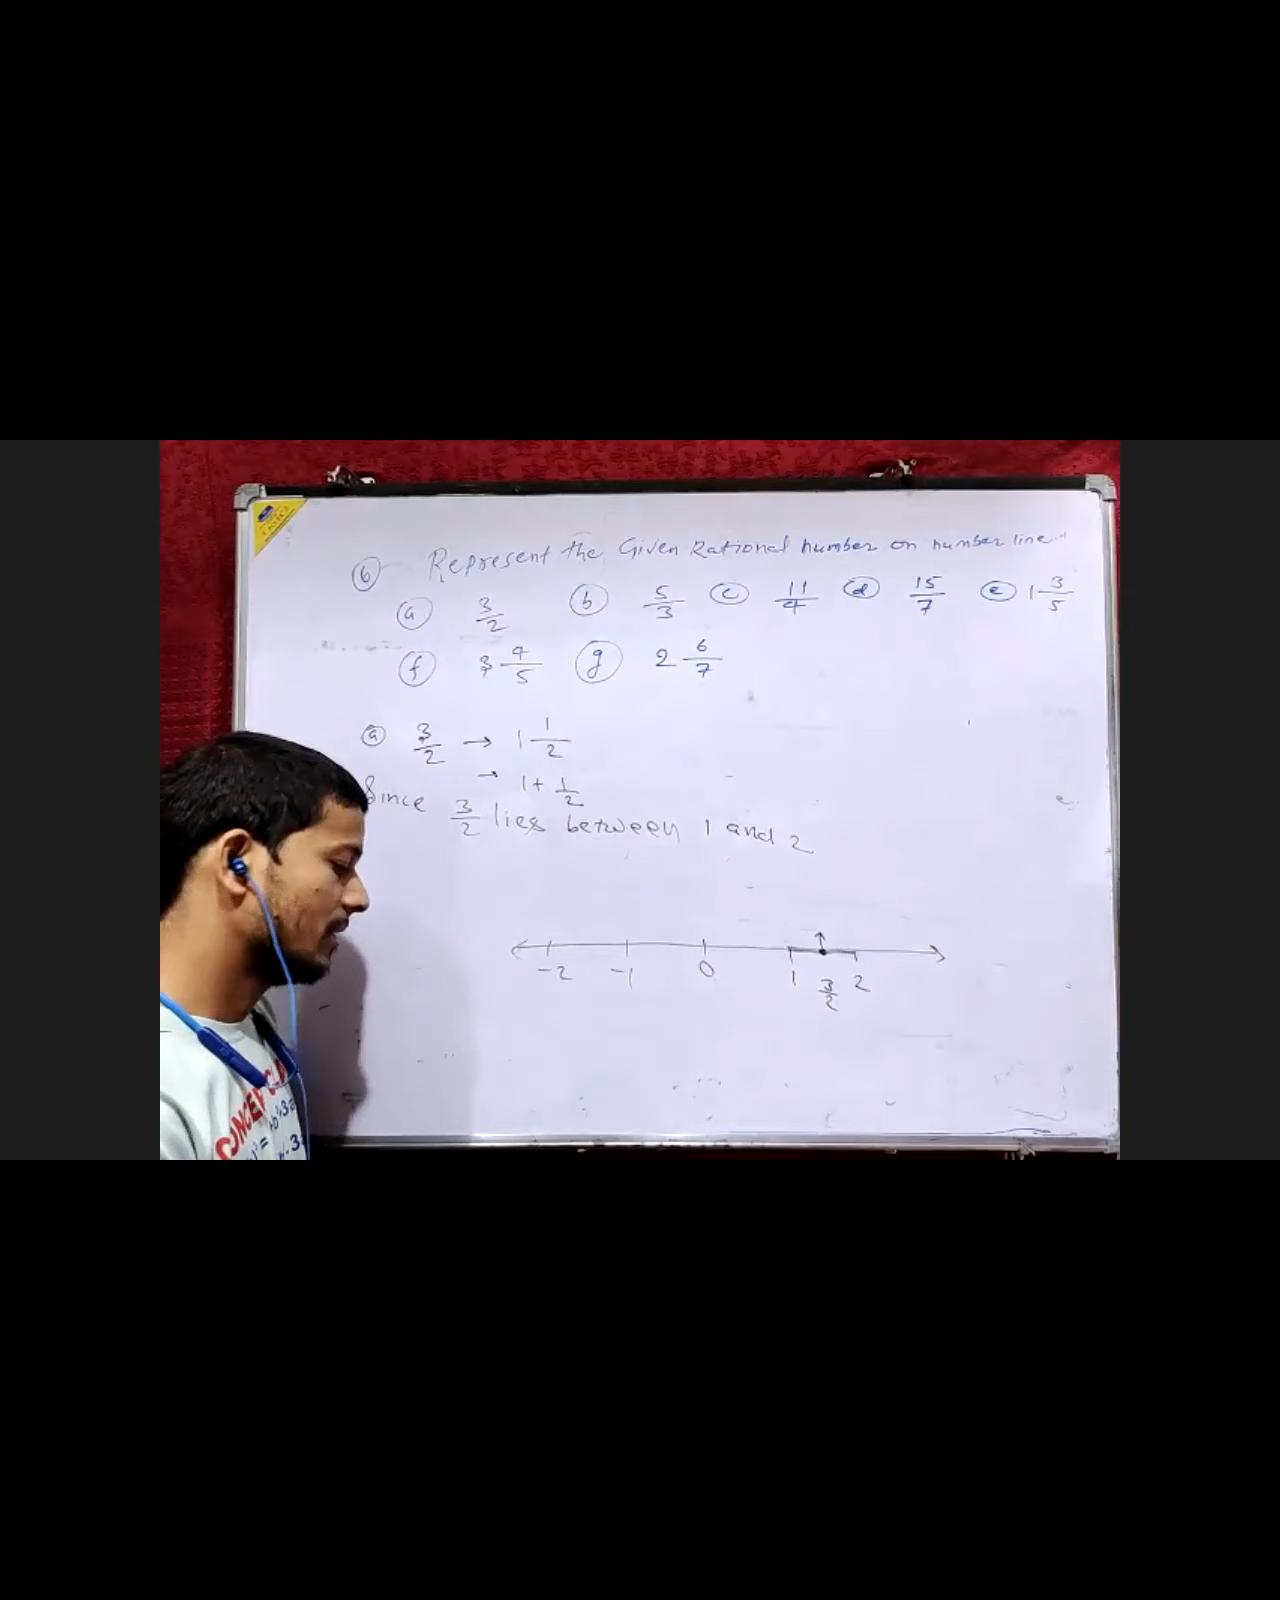 6 Represent the Given Rational number on number line
a 3/2 b 5/3 c 11/4 d 15/7 e 1 3/5
f 3 4/5 g 2 6/7
a 3/2 → 1 1/2
→ 1 + 1/2
Since 3/2 lies between 1 and 2
-2 -1 0 1 3/2 2
CONCEP